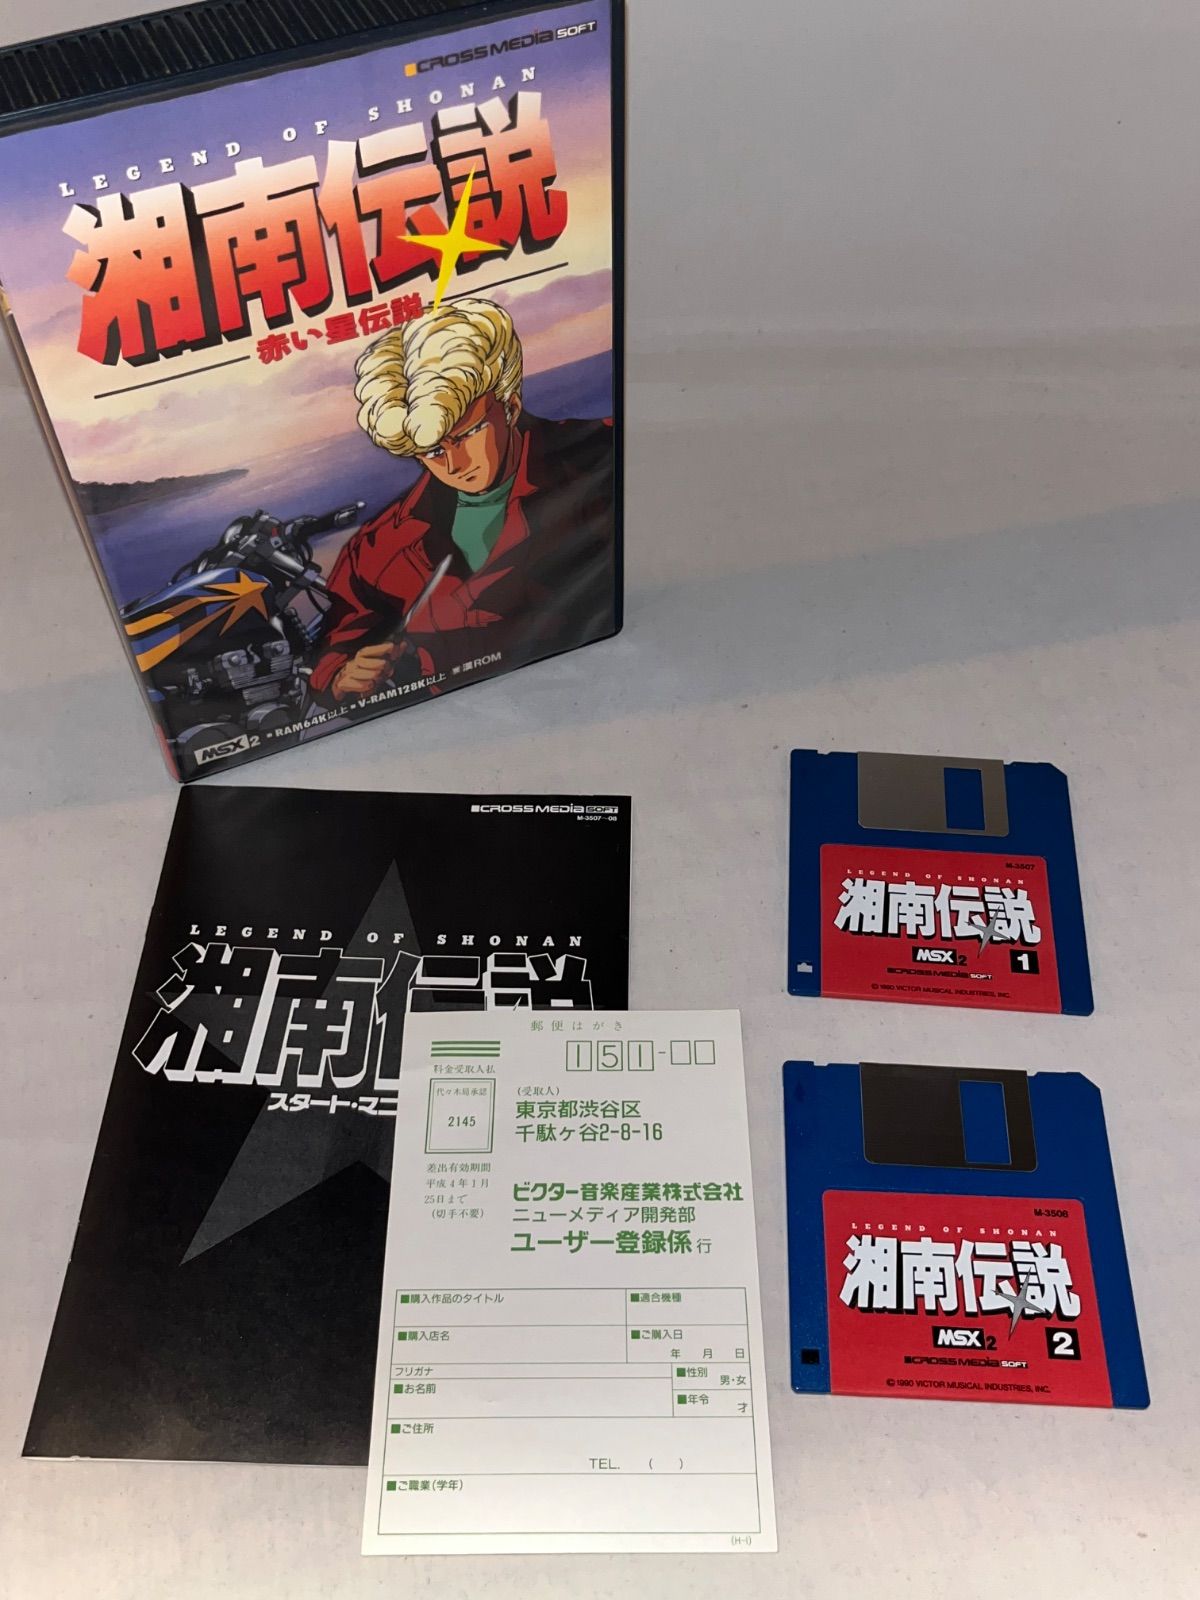 CROSS MEDIA SOFT
LEGEND OF SHONAN
湘南伝説
赤い星伝説
MSX 2 ■RAM64K以上 ■V-RAM128K以上 ■漢ROM
CROSS MEDIA SOFT
M-3507～08
LEGEND OF SHONAN
湘南伝説
スタート・マニ
郵便はがき
151-
料金受取人払
代々木局承認
2145
差出有効期間
平成4年1月
25日まで
(切手不要)
(受取人)
東京都渋谷区
千駄ヶ谷2-8-16
ビクター音楽産業株式会社
ニューメディア開発部
ユーザー登録係 行
■購入作品のタイトル
■適合機種
■購入店名
■ご購入日
年 月 日
フリガナ
■お名前
■性別
男・女
■年令
才
■ご住所
TEL. ( )
■ご職業(学年)
(H-I)
M-3507
LEGEND OF SHONAN
湘南伝説
MSX 2 1
CROSS MEDIA SOFT
© 1990 VICTOR MUSICAL INDUSTRIES, INC.
M-3508
LEGEND OF SHONAN
湘南伝説
MSX 2 2
CROSS MEDIA SOFT
© 1990 VICTOR MUSICAL INDUSTRIES, INC.